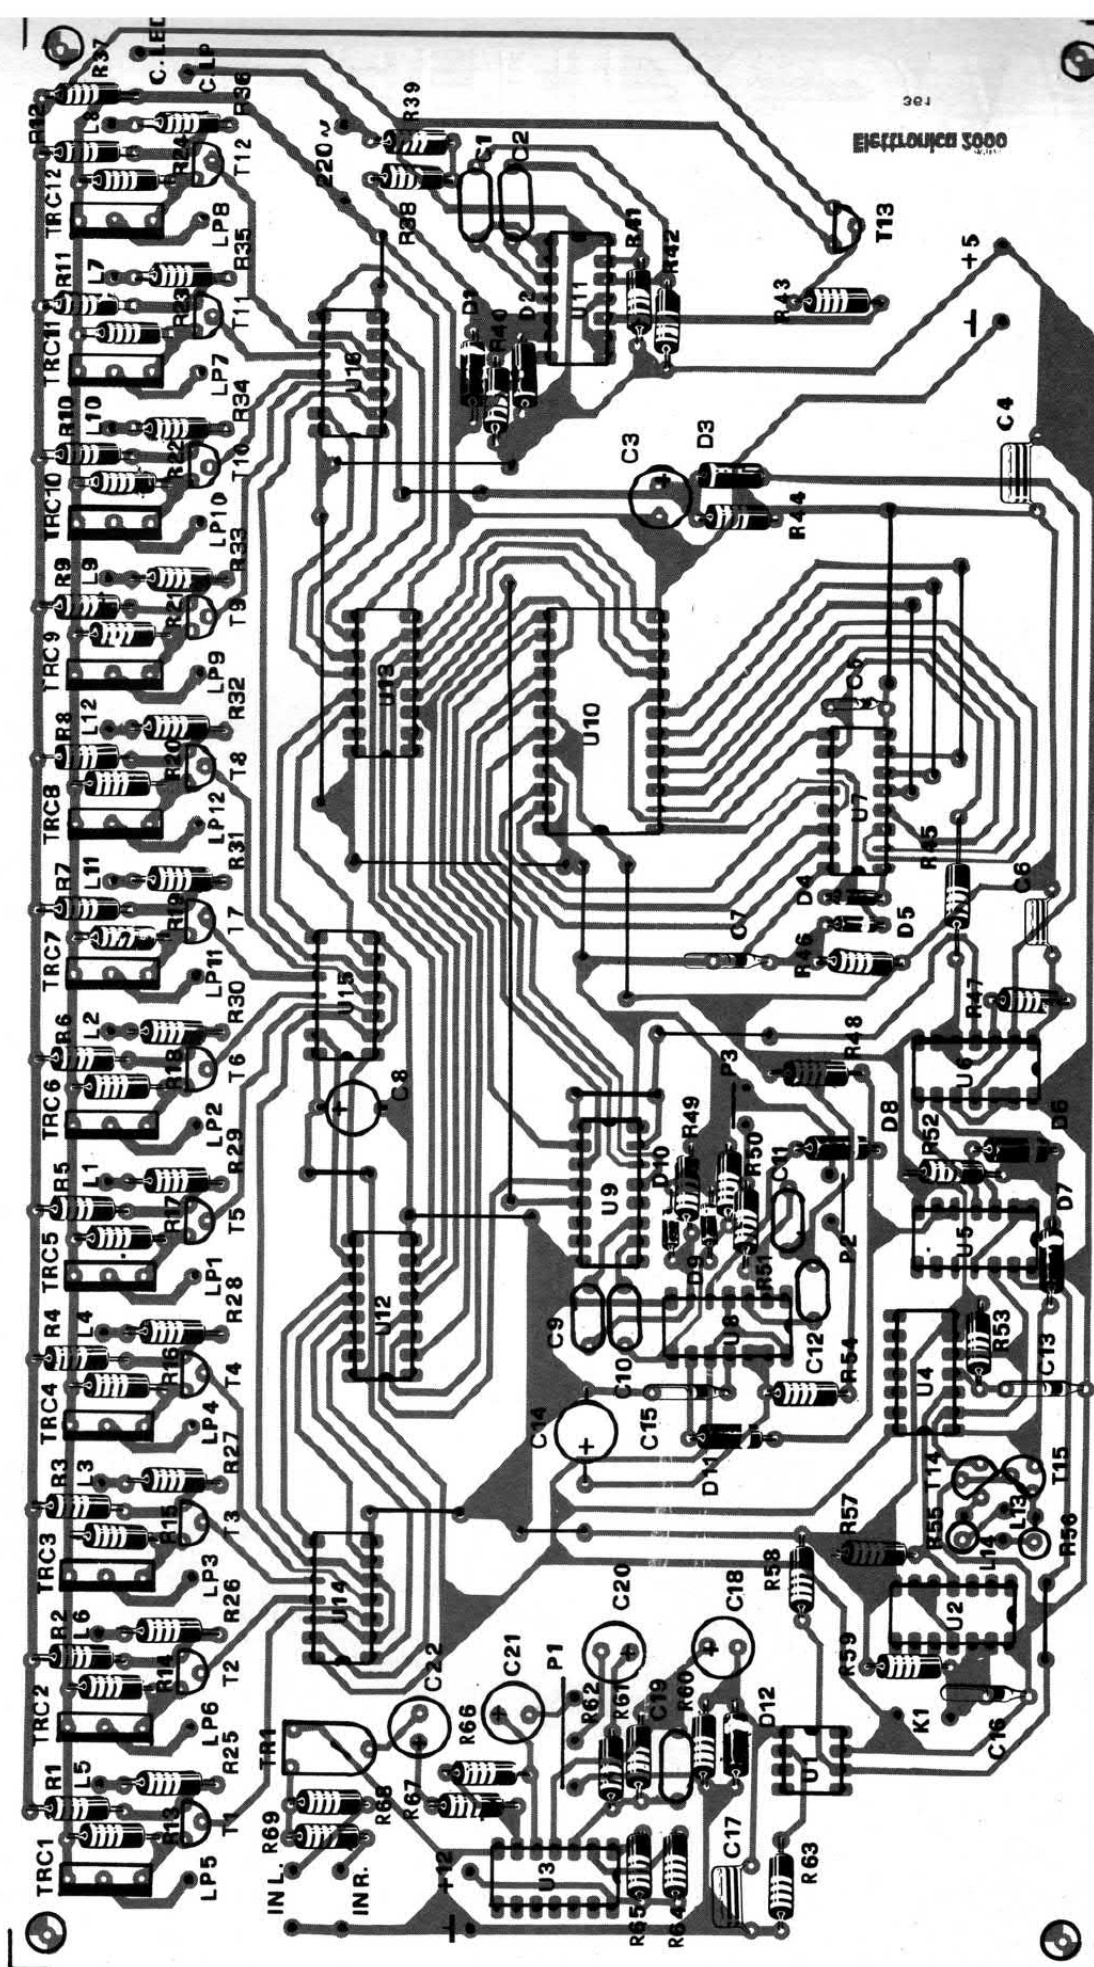 R37
C.LED
C.LP
R12
L8
R36
R24
T12
TRC12
LP8
R35
220~
R39
R38
C1
C2
361
Elettronica 2000
T13
+5
R11
L7
R23
T11
TRC11
LP7
R34
U16
D1
R40
D2
U11
R41
R42
R43
R10
L10
R22
T10
TRC10
LP10
R33
C3
D3
R44
C4
R9
L9
R21
T9
TRC9
LP9
R32
U13
U10
C5
R8
L12
R20
T8
TRC8
LP12
R31
U7
R45
R7
L11
R19
T7
TRC7
LP11
R30
U15
C7
D4
D5
R46
C6
R6
L2
R18
T6
TRC6
LP2
R29
C8
P3
R48
R47
U6
R5
L1
R17
T5
TRC5
LP1
R28
U9
D10
R49
R50
C11
P2
D8
R52
D6
D7
U5
R4
L4
R16
T4
TRC4
LP4
R27
U12
C9
C10
D9
R51
U8
C12
R54
U4
R53
C13
R3
L3
R15
T3
TRC3
LP3
R26
C14
C15
D11
T14
T15
R2
L6
R14
T2
TRC2
LP6
R25
U14
C20
C18
R58
R57
R55
L14
L13
R56
R1
L5
R13
T1
TRC1
LP5
TR1
C22
C21
P1
R62
R61
C19
R60
D12
R59
U2
K1
C16
R69
R68
R67
R66
IN L.
IN R.
+12
U3
R65
R64
C17
U1
R63